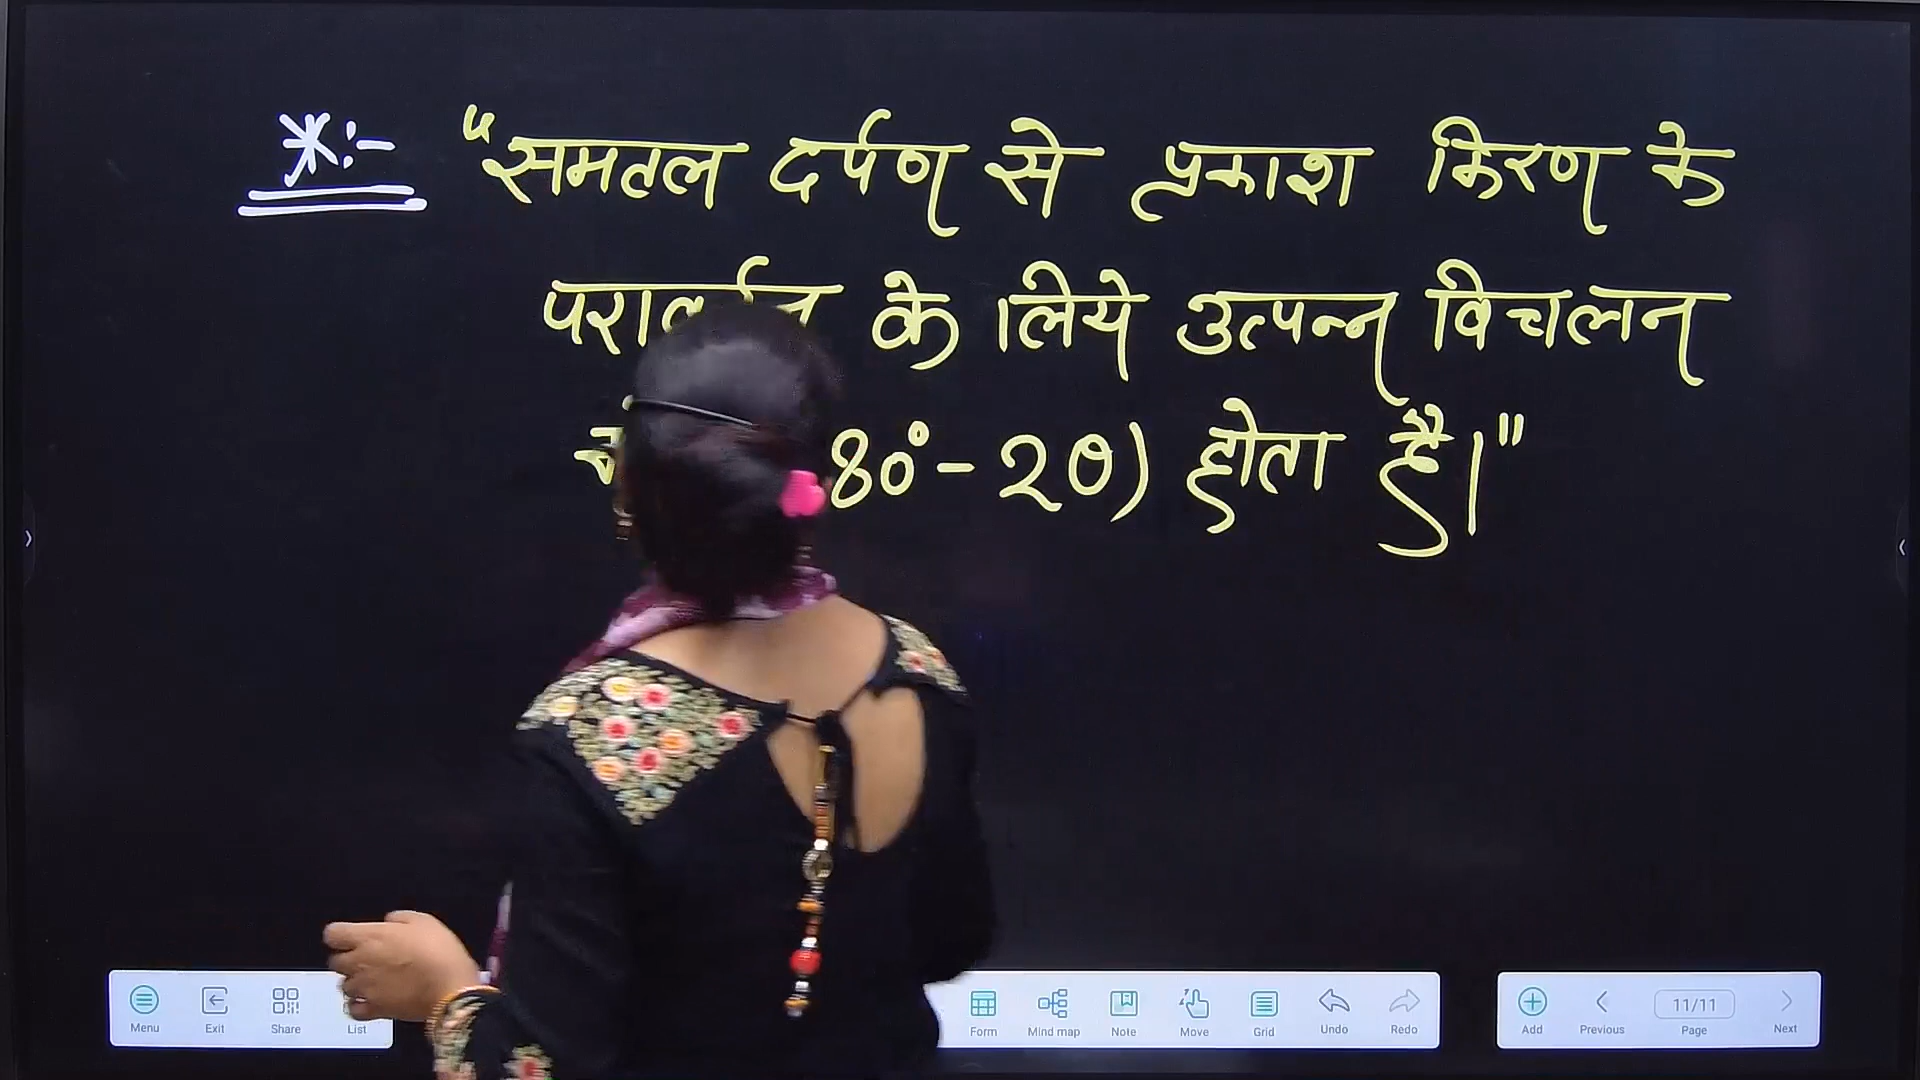 *:- "समतल दर्पण से प्रकाश किरण के
के लिये उत्पन्न विचलन
80°-2θ) होता है।"
Menu Exit Share List Form Mind map Note Move Grid Undo Redo Add Previous 11/11 Page Next